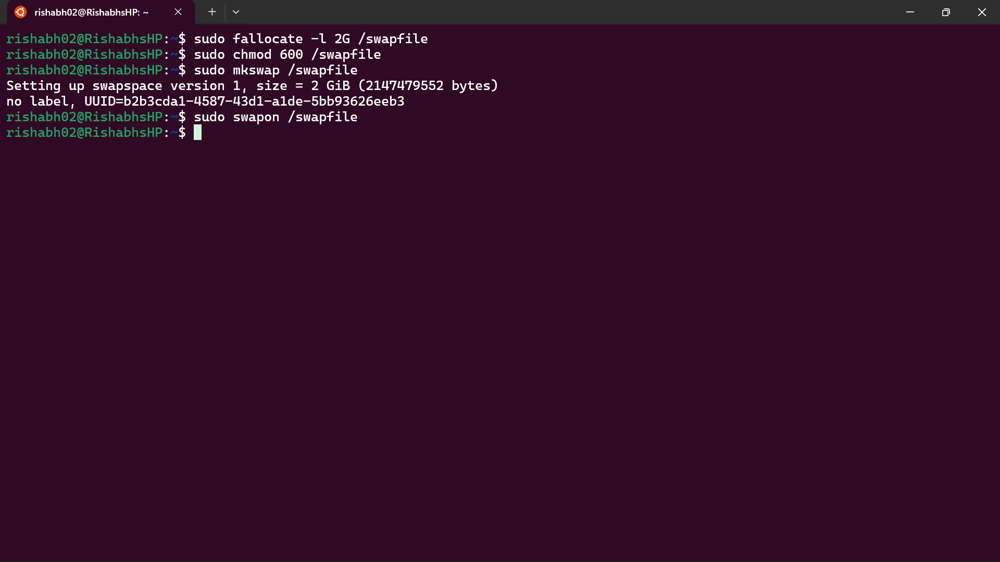 rishabh02@RishabhsHP: ~
rishabh02@RishabhsHP:~$ sudo fallocate -l 2G /swapfile
rishabh02@RishabhsHP:~$ sudo chmod 600 /swapfile
rishabh02@RishabhsHP:~$ sudo mkswap /swapfile
Setting up swapspace version 1, size = 2 GiB (2147479552 bytes)
no label, UUID=b2b3cda1-4587-43d1-a1de-5bb93626eeb3
rishabh02@RishabhsHP:~$ sudo swapon /swapfile
rishabh02@RishabhsHP:~$